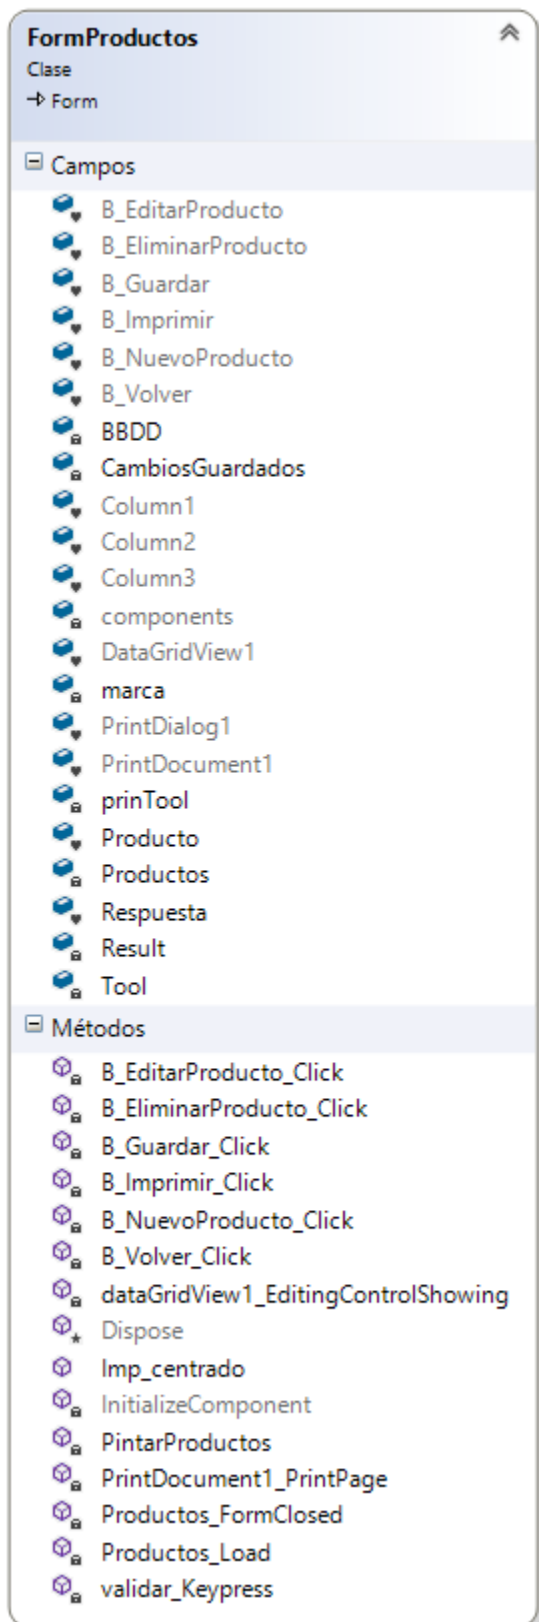 FormProductos
Clase
Form
Campos
B_EditarProducto
B_EliminarProducto
B_Guardar
B_Imprimir
B_NuevoProducto
B_Volver
BBDD
CambiosGuardados
Column1
Column2
Column3
components
DataGridView1
marca
PrintDialog1
PrintDocument1
prinTool
Producto
Productos
Respuesta
Result
Tool
Métodos
B_EditarProducto_Click
B_EliminarProducto_Click
B_Guardar_Click
B_Imprimir_Click
B_NuevoProducto_Click
B_Volver_Click
dataGridView1_EditingControlShowing
Dispose
Imp_centrado
InitializeComponent
PintarProductos
PrintDocument1_PrintPage
Productos_FormClosed
Productos_Load
validar_Keypress